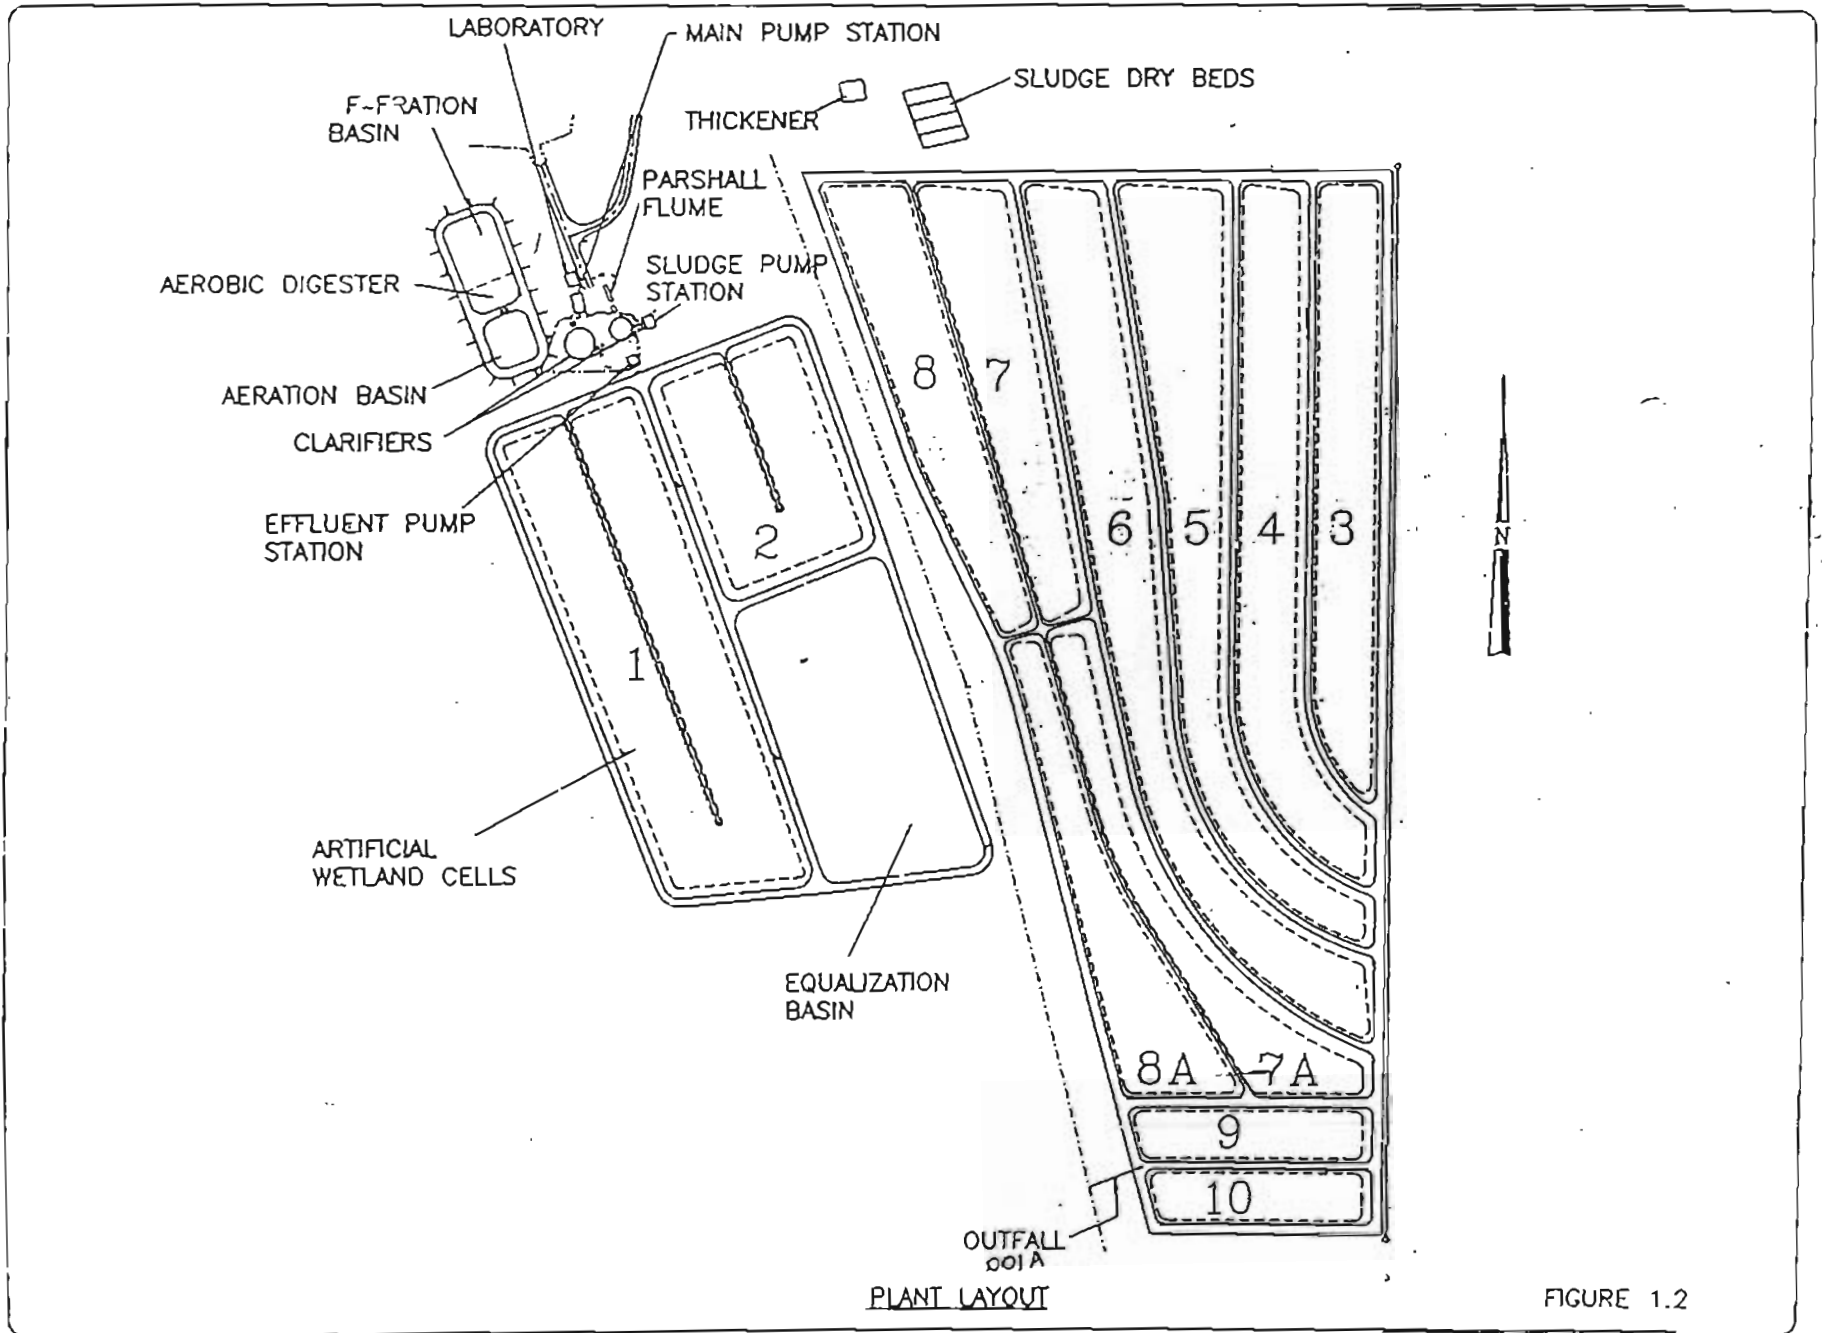 LABORATORY
MAIN PUMP STATION
SLUDGE DRY BEDS
BASIN
THICKENER
PARSHALL
FLUME
AEROBIC DIGESTER
SLUDGE PUMP
STATION
AERATION BASIN
CLARIFIERS
EFFLUENT PUMP
STATION
8
7
6
5
4
3
N
2
1
ARTIFICIAL
WETLAND CELLS
EQUALIZATION
BASIN
8A
7A
9
10
OUTFALL
001A
PLANT LAYOUT
FIGURE 1.2